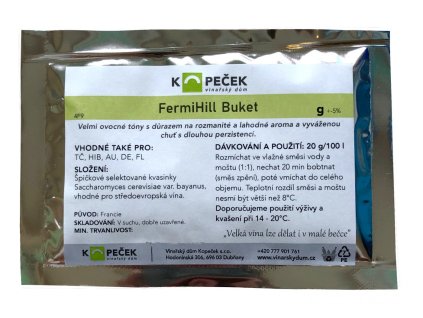 K PEČEK
vinařský dům
FermiHill Buket
g +-5%
Velmi ovocné tóny s důrazem na rozmanité a lahodné aroma a vyváženou
chuť s dlouhou perzistencí.
VHODNÉ TAKÉ PRO:
TČ, HIB, AU, DE, FL
SLOŽENÍ:
Špičkové selektované kvasinky
Saccharomyces cerevisiae var. bayanus,
vhodné pro středoevropská vína.
PŮVOD: Francie
SKLADOVÁNÍ: V suchu, dobře uzavřené.
MIN. TRVANLIVOST:
DÁVKOVÁNÍ A POUŽITÍ: 20 g/100 l
Rozmíchat ve vlažné směsi vody a
moštu (1:1), nechat 20 min bobtnat
(směs zpění), poté vmíchat do celého
objemu. Teplotní rozdíl směsi a moštu
nesmí být větší než 8°C.
Doporučujeme použití výživy a
kvašení při 14 - 20°C.
„Velká vína lze dělat i v malé bečce"
K PEČEK
vinařský dům
Vinařský dům Kopeček s.r.o.
Hodonínská 306, 696 03 Dubňany
+420 777 901 761
www.vinarskydum.cz
PE